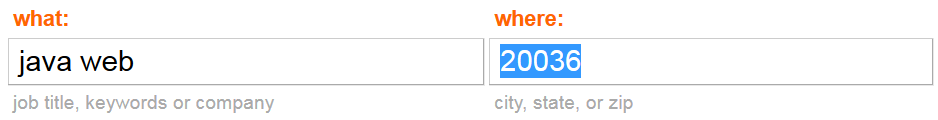 what: where:
java web 20036
job title, keywords or company city, state, or zip